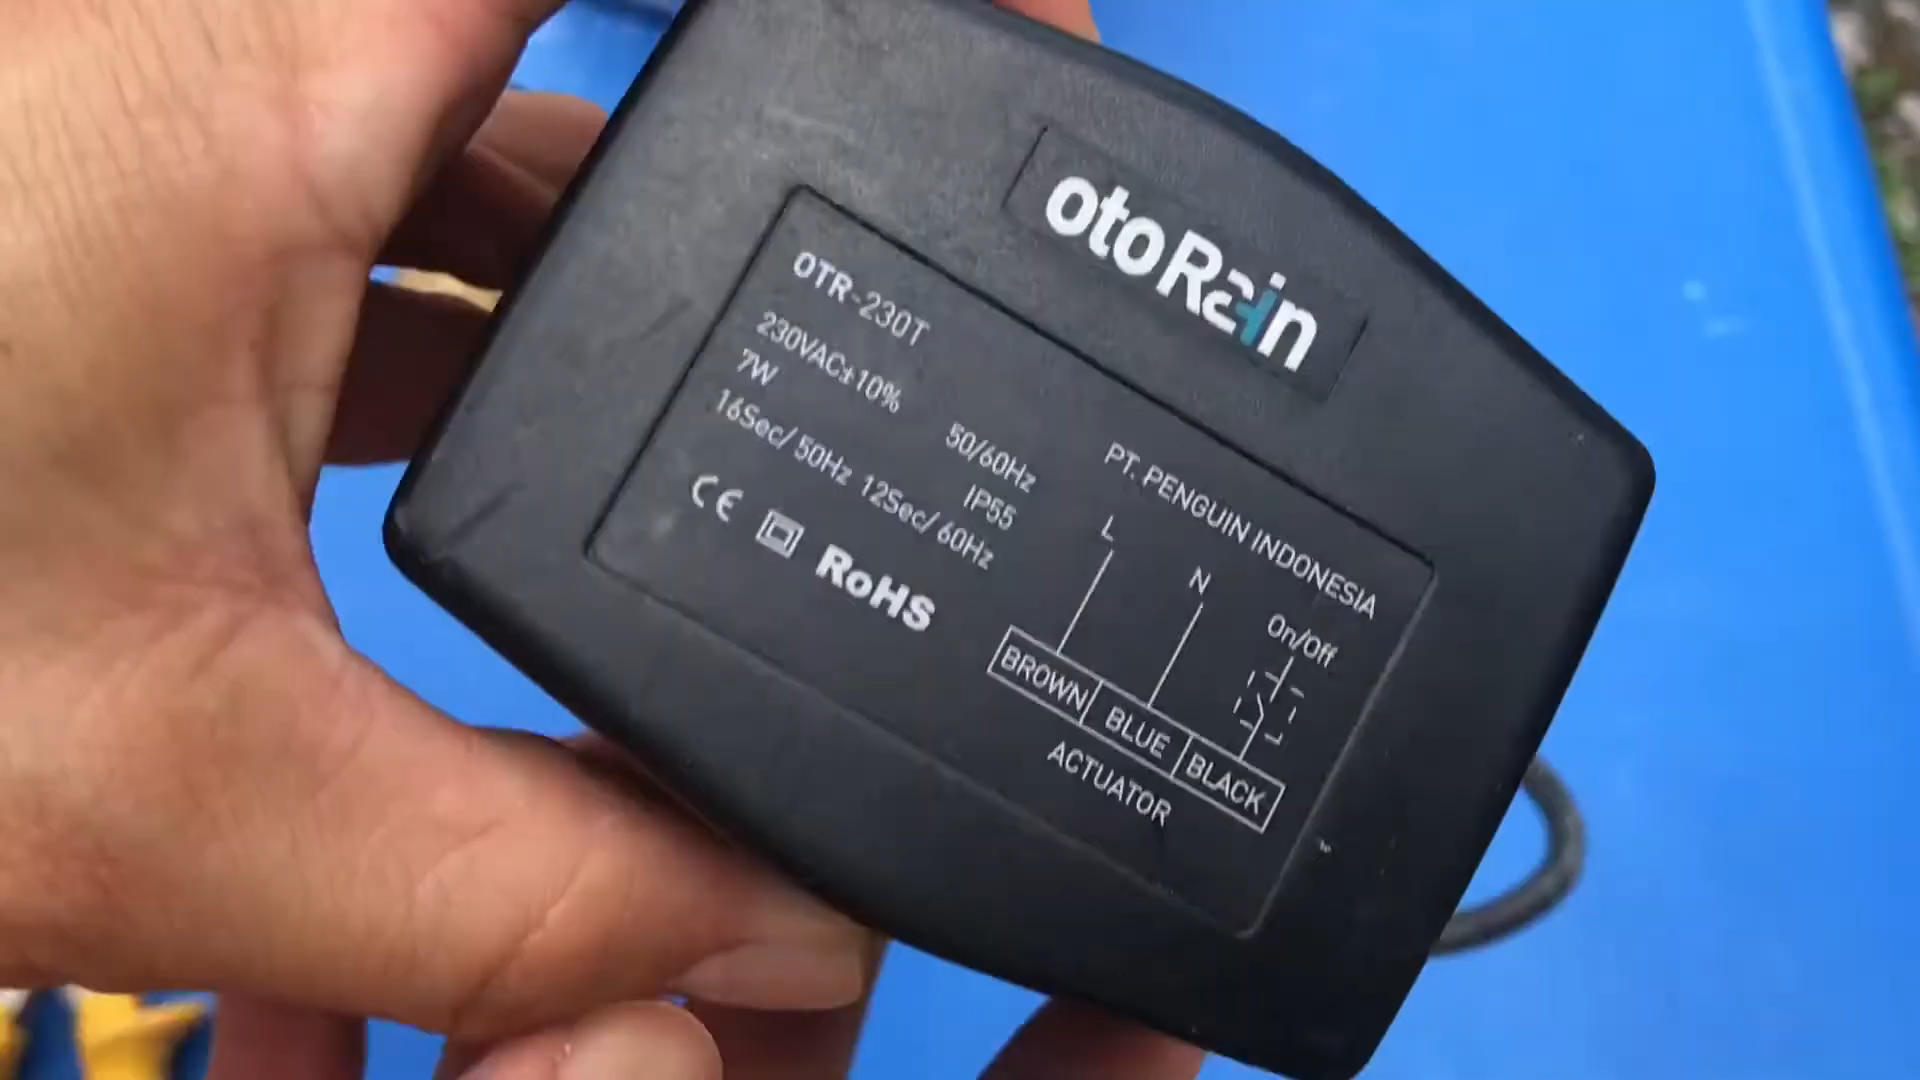 otoRain
OTR-230T
230VAC±10% 50/60Hz
7W IP55
16Sec/ 50Hz 12Sec/ 60Hz
CE RoHS
PT. PENGUIN INDONESIA
L N On/Off
BROWN BLUE BLACK
ACTUATOR